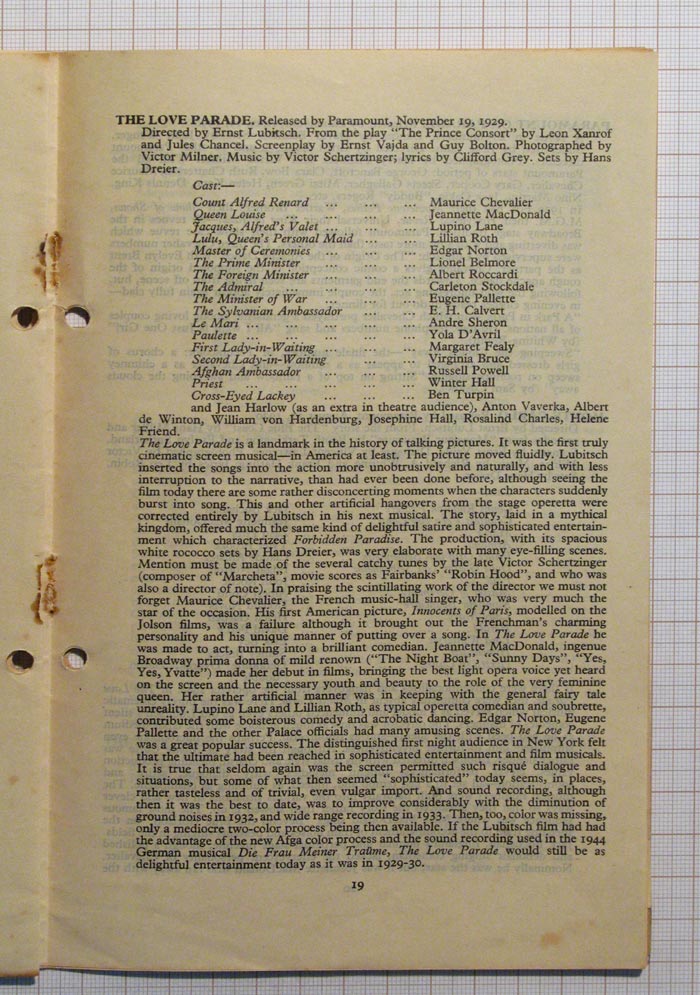 THE LOVE PARADE. Released by Paramount, November 19, 1929.
Directed by Ernst Lubitsch. From the play "The Prince Consort" by Leon Xanrof
and Jules Chancel. Screenplay by Ernst Vajda and Guy Bolton. Photographed by
Victor Milner. Music by Victor Schertzinger; lyrics by Clifford Grey. Sets by Hans
Dreier.
Cast:—
Count Alfred Renard ... ... ... Maurice Chevalier
Queen Louise ... ... ... ... Jeannette MacDonald
Jacques, Alfred's Valet ... ... ... Lupino Lane
Lulu, Queen's Personal Maid ... ... Lillian Roth
Master of Ceremonies ... ... ... Edgar Norton
The Prime Minister ... ... ... Lionel Belmore
The Foreign Minister ... ... ... Albert Roccardi
The Admiral ... ... ... ... Carleton Stockdale
The Minister of War ... ... ... Eugene Pallette
The Sylvanian Ambassador ... ... E. H. Calvert
Le Mari ... ... ... ... ... Andre Sheron
Paulette ... ... ... ... ... Yola D'Avril
First Lady-in-Waiting ... ... ... Margaret Fealy
Second Lady-in-Waiting ... ... Virginia Bruce
Afghan Ambassador ... ... ... Russell Powell
Priest ... ... ... ... ... Winter Hall
Cross-Eyed Lackey ... ... ... Ben Turpin
and Jean Harlow (as an extra in theatre audience), Anton Vaverka, Albert
de Winton, William von Hardenburg, Josephine Hall, Rosalind Charles, Helene
Friend.
The Love Parade is a landmark in the history of talking pictures. It was the first truly
cinematic screen musical—in America at least. The picture moved fluidly. Lubitsch
inserted the songs into the action more unobtrusively and naturally, and with less
interruption to the narrative, than had ever been done before, although seeing the
film today there are some rather disconcerting moments when the characters suddenly
burst into song. This and other artificial hangovers from the stage operetta were
corrected entirely by Lubitsch in his next musical. The story, laid in a mythical
kingdom, offered much the same kind of delightful satire and sophisticated entertain-
ment which characterized Forbidden Paradise. The production, with its spacious
white rococco sets by Hans Dreier, was very elaborate with many eye-filling scenes.
Mention must be made of the several catchy tunes by the late Victor Schertzinger
(composer of "Marcheta", movie scores as Fairbanks' "Robin Hood", and who was
also a director of note). In praising the scintillating work of the director we must not
forget Maurice Chevalier, the French music-hall singer, who was very much the
star of the occasion. His first American picture, Innocents of Paris, modelled on the
Jolson films, was a failure although it brought out the Frenchman's charming
personality and his unique manner of putting over a song. In The Love Parade he
was made to act, turning into a brilliant comedian. Jeannette MacDonald, ingenue
Broadway prima donna of mild renown ("The Night Boat", "Sunny Days", "Yes,
Yes, Yvatte") made her debut in films, bringing the best light opera voice yet heard
on the screen and the necessary youth and beauty to the role of the very feminine
queen. Her rather artificial manner was in keeping with the general fairy tale
unreality. Lupino Lane and Lillian Roth, as typical operetta comedian and soubrette,
contributed some boisterous comedy and acrobatic dancing. Edgar Norton, Eugene
Pallette and the other Palace officials had many amusing scenes. The Love Parade
was a great popular success. The distinguished first night audience in New York felt
that the ultimate had been reached in sophisticated entertainment and film musicals.
It is true that seldom again was the screen permitted such risqué dialogue and
situations, but some of what then seemed "sophisticated" today seems, in places,
rather tasteless and of trivial, even vulgar import. And sound recording, although
then it was the best to date, was to improve considerably with the diminution of
ground noises in 1932, and wide range recording in 1933. Then, too, color was missing,
only a mediocre two-color process being then available. If the Lubitsch film had had
the advantage of the new Afga color process and the sound recording used in the 1944
German musical Die Frau Meiner Traüme, The Love Parade would still be as
delightful entertainment today as it was in 1929-30.
19